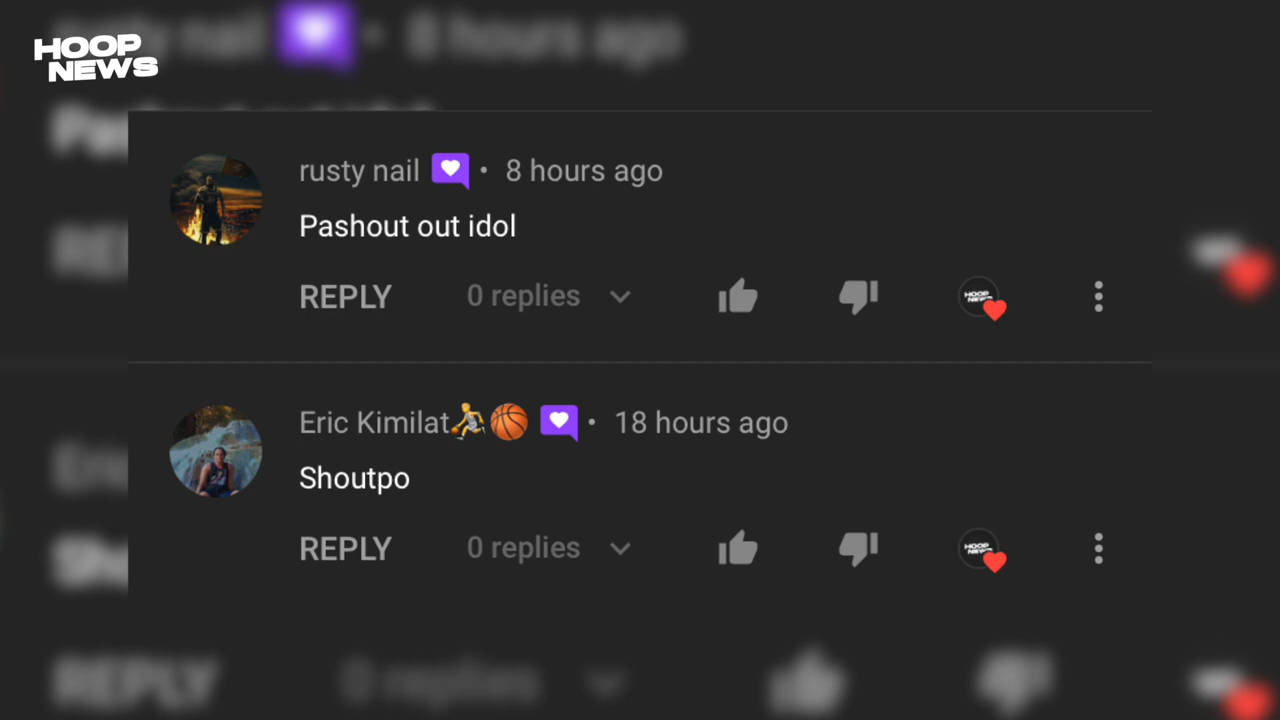 HOOP
NEWS
rusty nail • 8 hours ago
Pashout out idol
REPLY 0 replies
Eric Kimilat🏃🏀 • 18 hours ago
Shoutpo
REPLY 0 replies